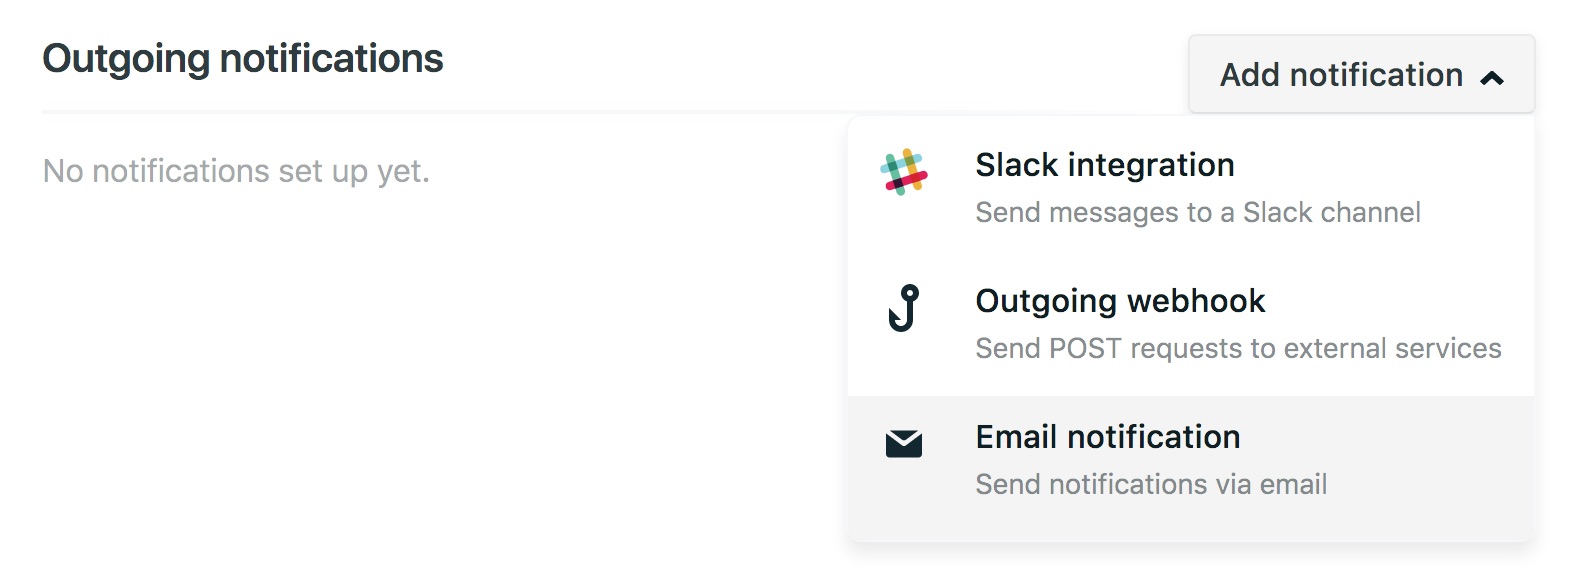 Outgoing notifications
Add notification
No notifications set up yet.
Slack integration
Send messages to a Slack channel
Outgoing webhook
Send POST requests to external services
Email notification
Send notifications via email